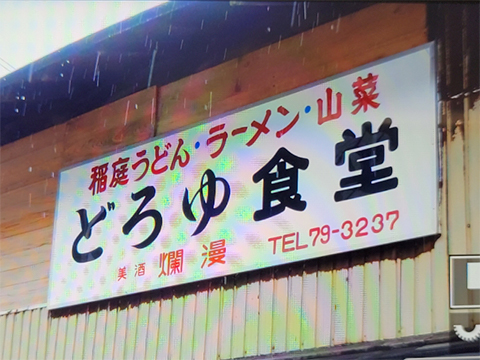 稲庭うどん・ラーメン・山菜
どろゆ食堂
美酒 爛漫 TEL79-3237